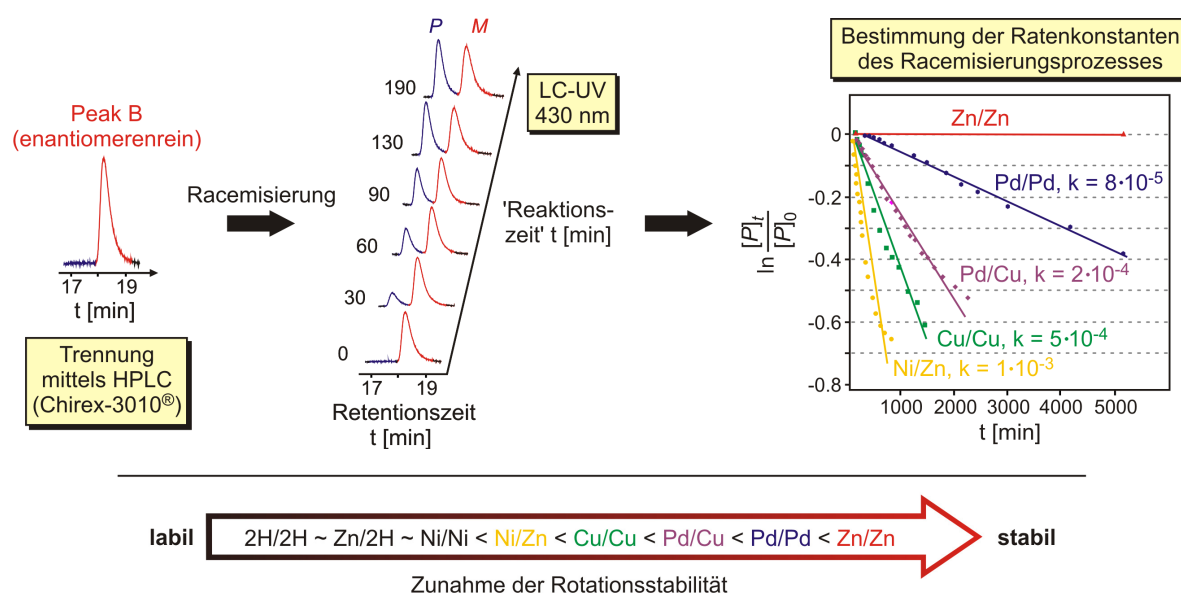 Peak B
(enantiomerenrein)
17
19
t [min]
Trennung
mittels HPLC
(Chirex-3010®)
Racemisierung
P
M
190
130
90
60
30
0
17
19
Retentionszeit
t [min]
LC-UV
430 nm
'Reaktions-
zeit' t [min]
Bestimmung der Ratenkonstanten
des Racemisierungsprozesses
ln [P]t / [P]0
0
-0.2
-0.4
-0.6
-0.8
Zn/Zn
Pd/Pd, k = 8·10⁻⁵
Pd/Cu, k = 2·10⁻⁴
Cu/Cu, k = 5·10⁻⁴
Ni/Zn, k = 1·10⁻³
1000 2000 3000 4000 5000
t [min]
labil 2H/2H ~ Zn/2H ~ Ni/Ni < Ni/Zn < Cu/Cu < Pd/Cu < Pd/Pd < Zn/Zn stabil
Zunahme der Rotationsstabilität